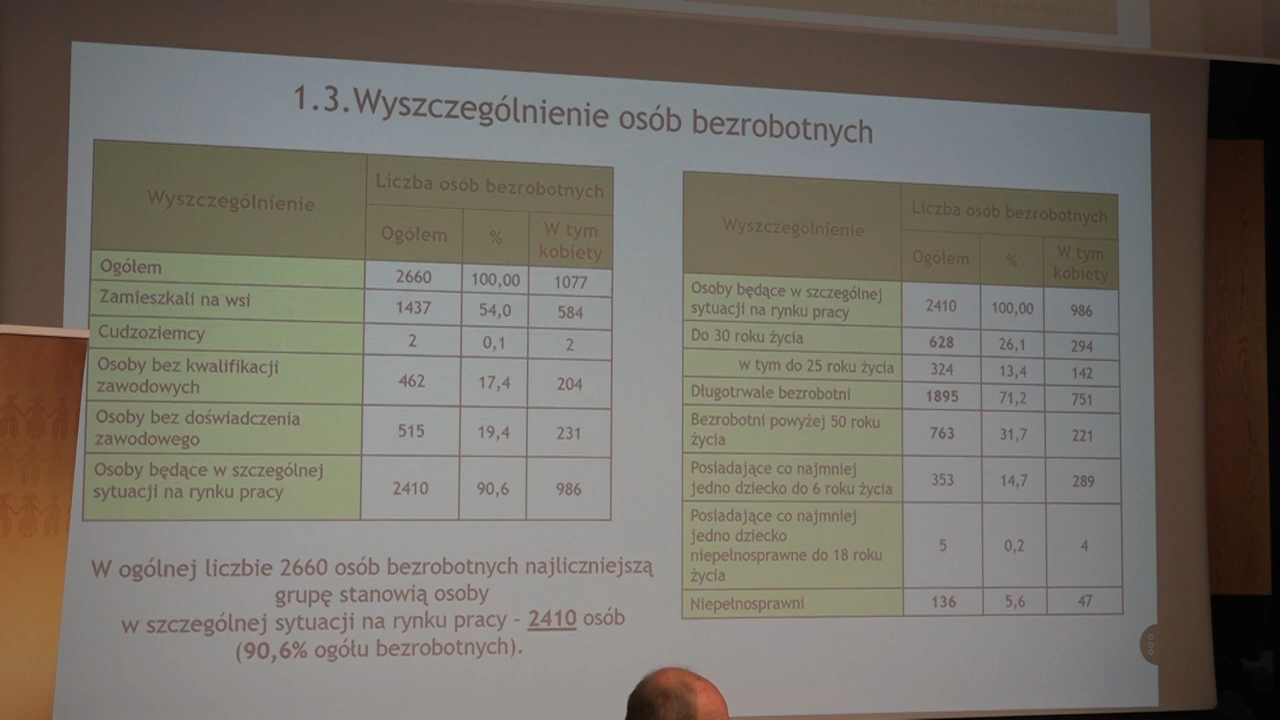 1.3.Wyszczególnienie osób bezrobotnych
Wyszczególnienie
Liczba osób bezrobotnych
Ogółem
%
W tym
kobiety
Ogółem
2660
100,00
1077
Zamieszkali na wsi
1437
54,0
584
Cudzoziemcy
2
0,1
2
Osoby bez kwalifikacji
zawodowych
462
17,4
204
Osoby bez doświadczenia
zawodowego
515
19,4
231
Osoby będące w szczególnej
sytuacji na rynku pracy
2410
90,6
986
W ogólnej liczbie 2660 osób bezrobotnych najliczniejszą
grupę stanowią osoby
w szczególnej sytuacji na rynku pracy - 2410 osób
(90,6% ogółu bezrobotnych).
Wyszczególnienie
Liczba osób bezrobotnych
Ogółem
%
W tym
kobiety
Osoby będące w szczególnej
sytuacji na rynku pracy
2410
100,00
986
Do 30 roku życia
628
26,1
294
w tym do 25 roku życia
324
13,4
142
Długotrwale bezrobotni
1895
71,2
751
Bezrobotni powyżej 50 roku
życia
763
31,7
221
Posiadające co najmniej
jedno dziecko do 6 roku życia
353
14,7
289
Posiadające co najmniej
jedno dziecko
niepełnosprawne do 18 roku
życia
5
0,2
4
Niepełnosprawni
136
5,6
47